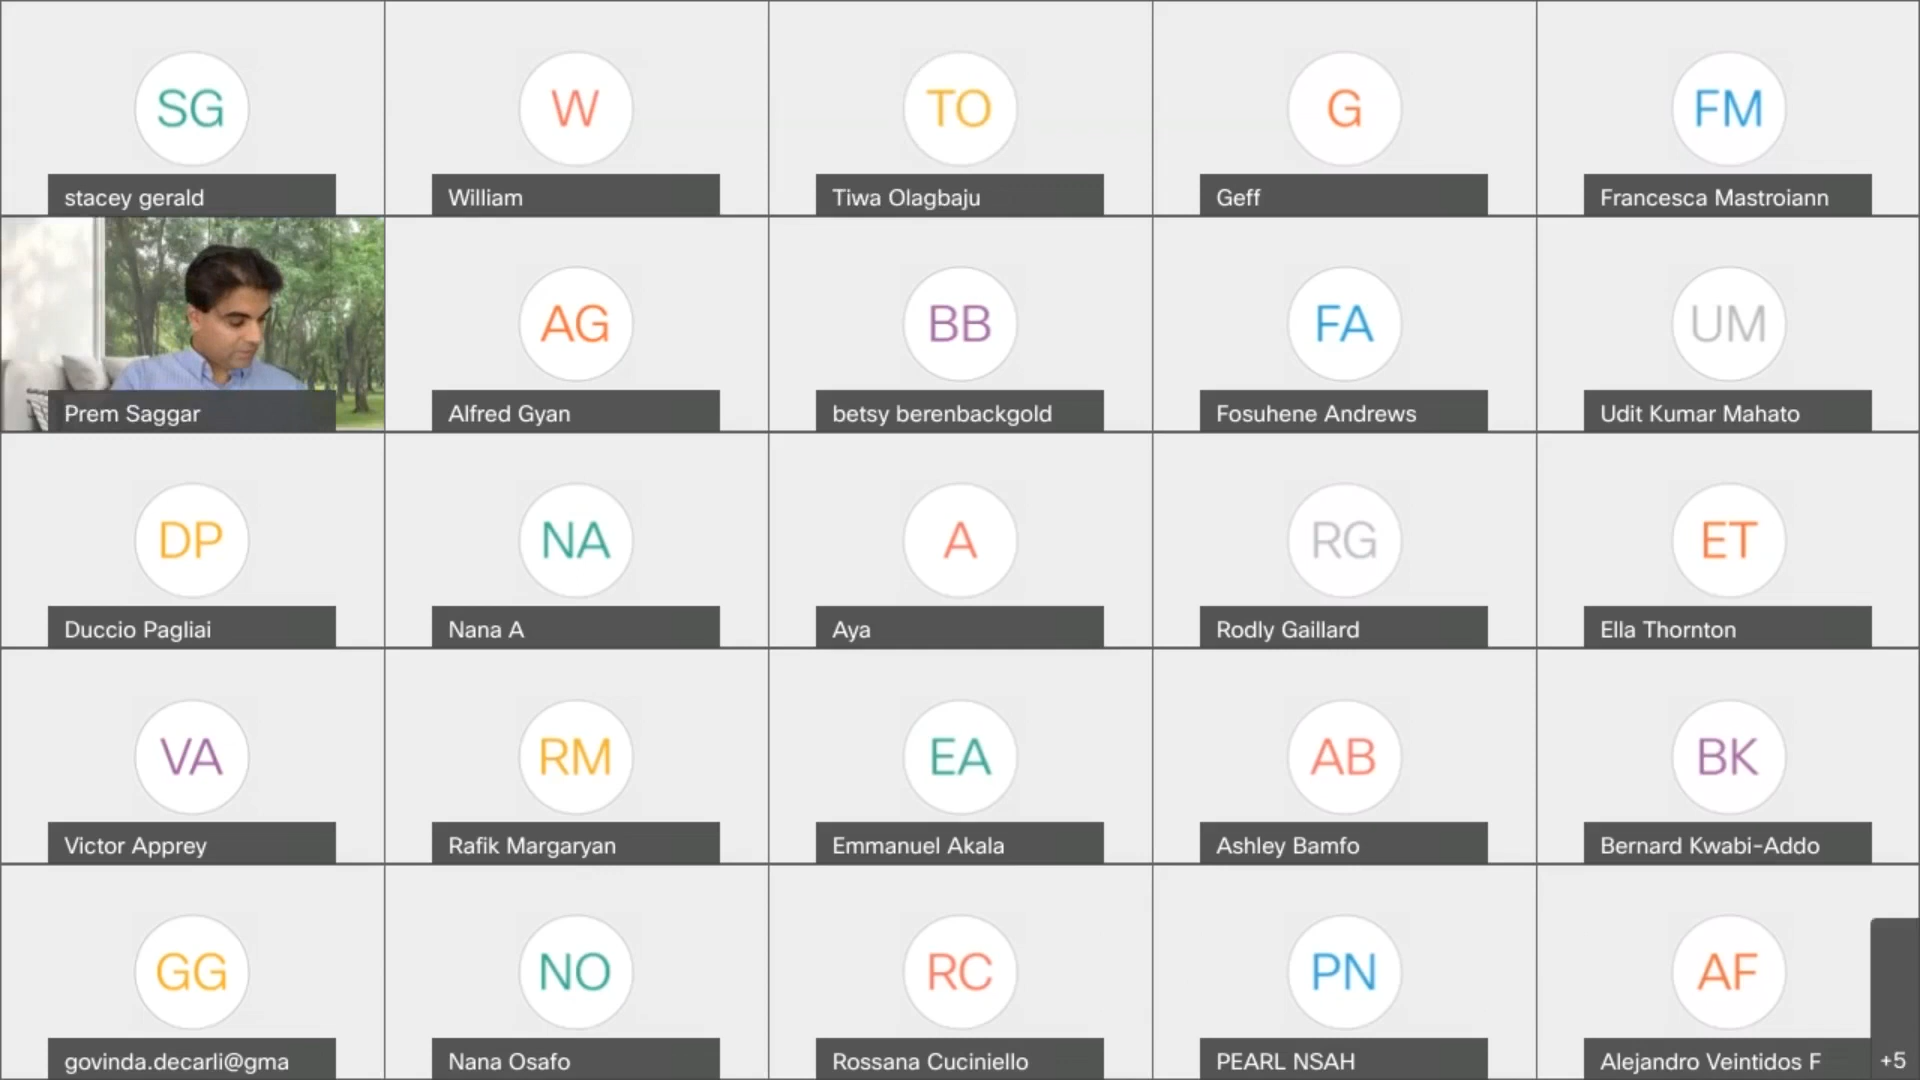 SG
stacey gerald
W
William
TO
Tiwa Olagbaju
G
Geff
FM
Francesca Mastroiann
Prem Saggar
AG
Alfred Gyan
BB
betsy berenbackgold
FA
Fosuhene Andrews
UM
Udit Kumar Mahato
DP
Duccio Pagliai
NA
Nana A
A
Aya
RG
Rodly Gaillard
ET
Ella Thornton
VA
Victor Apprey
RM
Rafik Margaryan
EA
Emmanuel Akala
AB
Ashley Bamfo
BK
Bernard Kwabi-Addo
GG
govinda.decarli@gma
NO
Nana Osafo
RC
Rossana Cuciniello
PN
PEARL NSAH
AF
Alejandro Veintidos F
+5